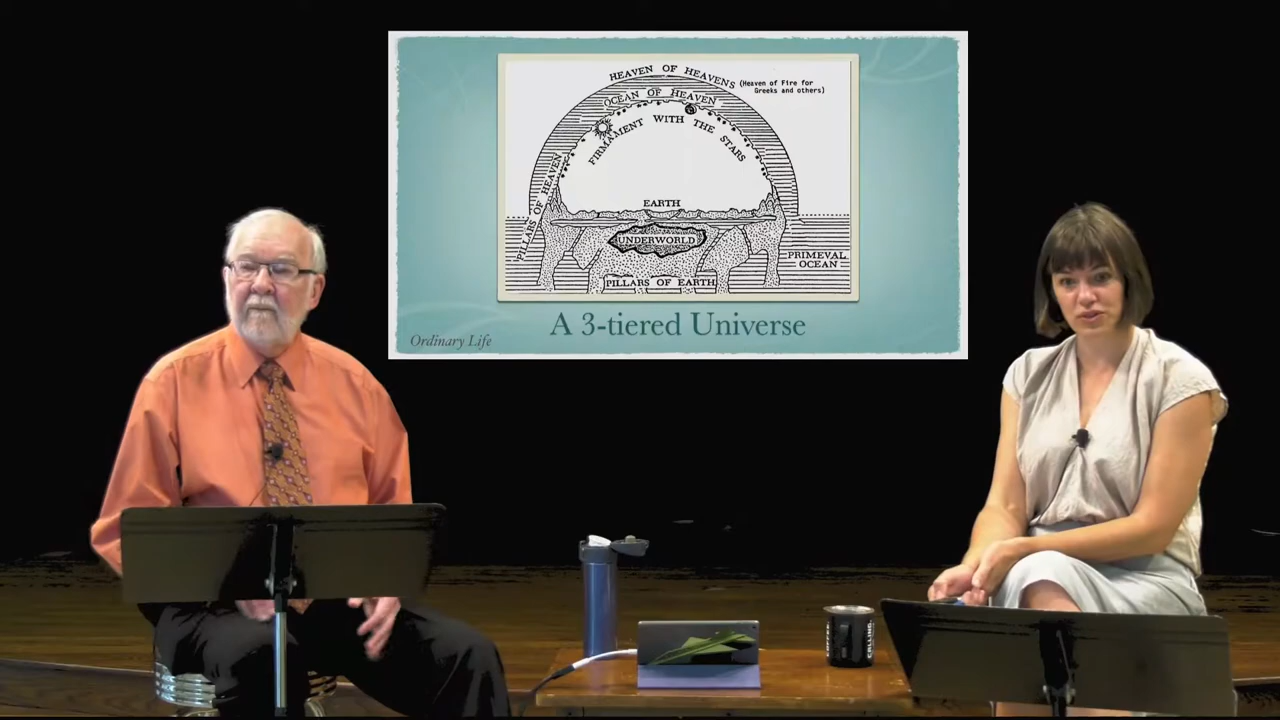 HEAVEN OF HEAVENS
(Heaven of Fire for
Greeks and others)
OCEAN OF HEAVEN
FIRMAMENT WITH THE STARS
PILLARS OF HEAVEN
EARTH
UNDERWORLD
PRIMEVAL
OCEAN
PILLARS OF EARTH
A 3-tiered Universe
Ordinary Life
CALLING